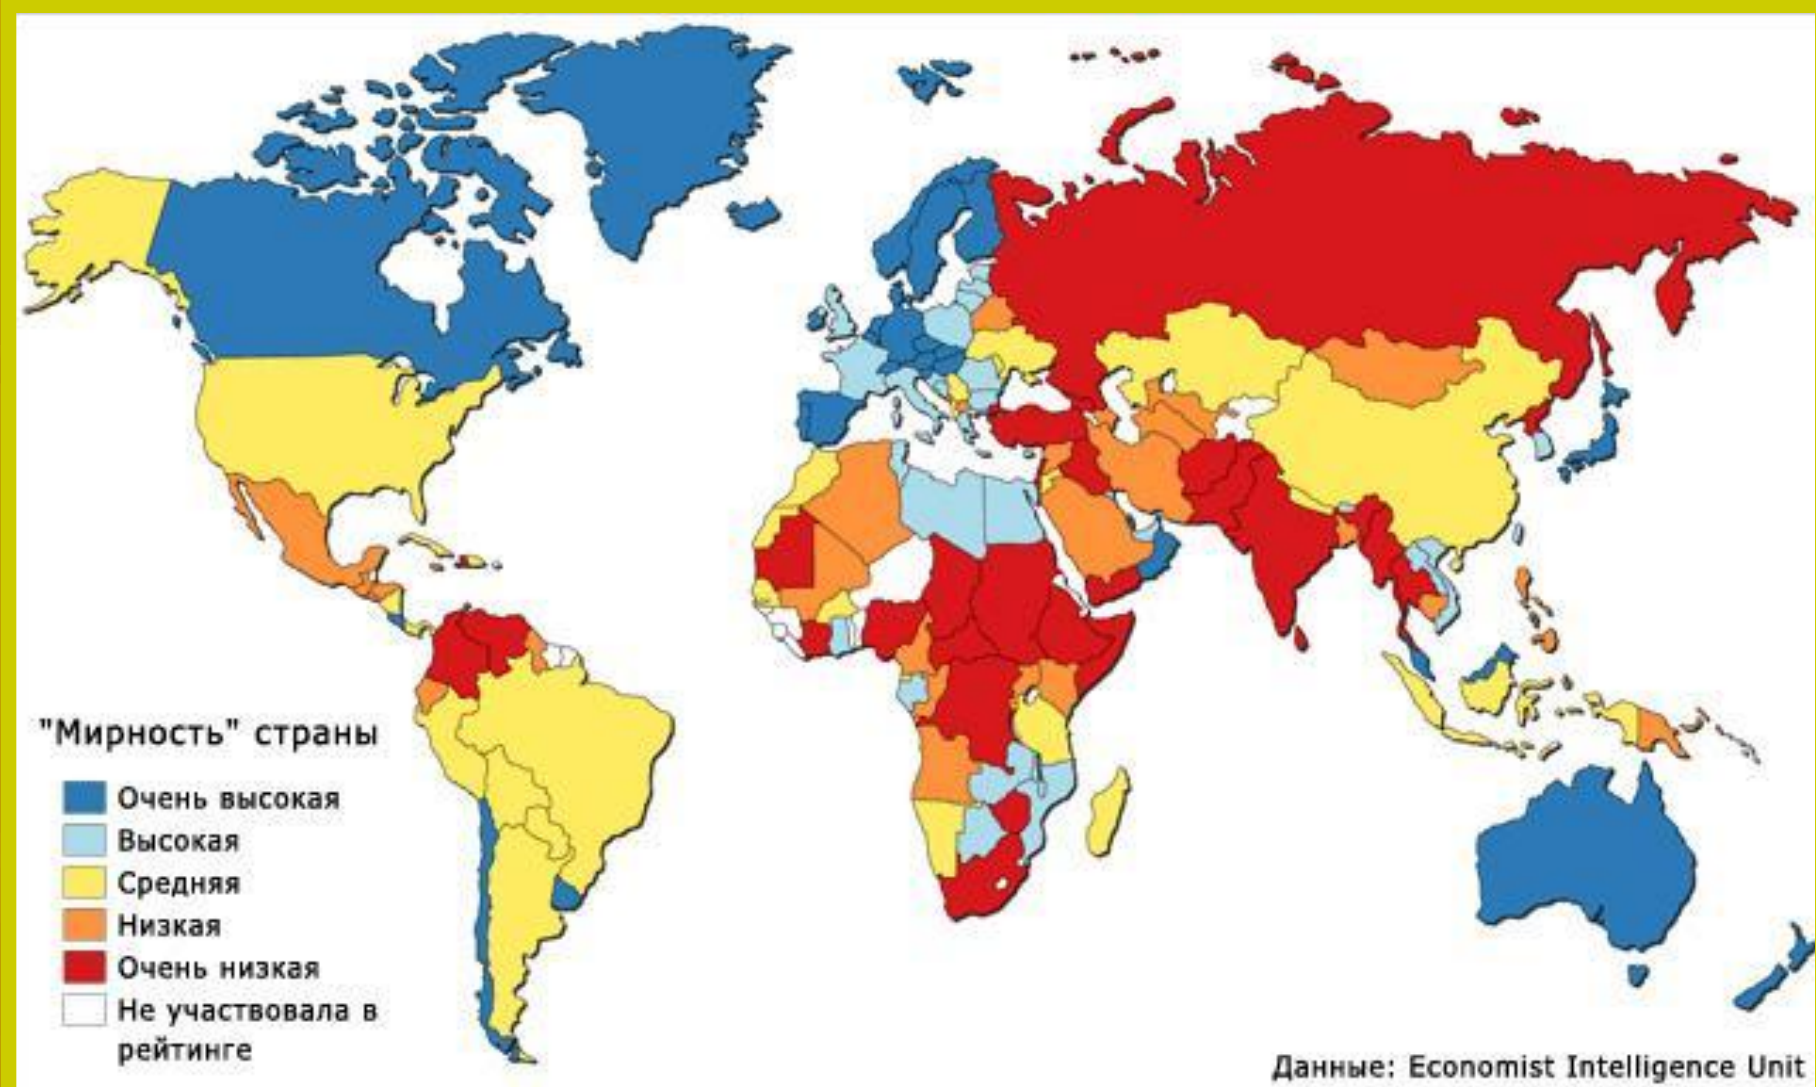 "Мирность" страны
Очень высокая
Высокая
Средняя
Низкая
Очень низкая
Не участвовала в
рейтинге
Данные: Economist Intelligence Unit